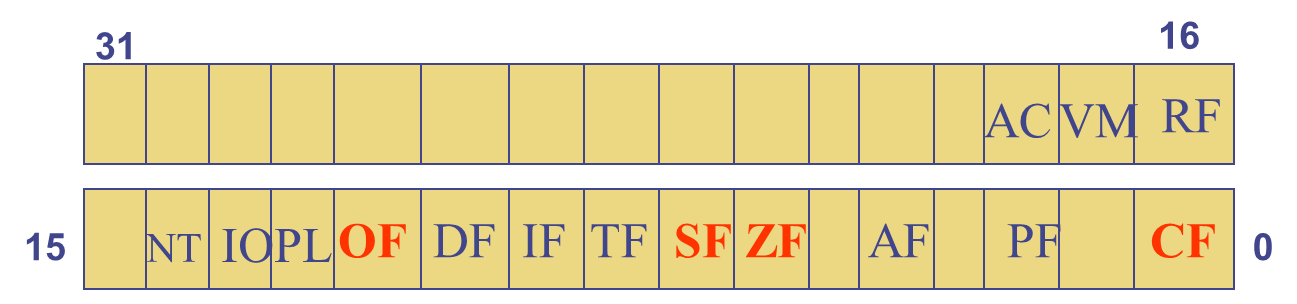 31 16
AC VM RF
15 NT IOPL OF DF IF TF SF ZF AF PF CF 0